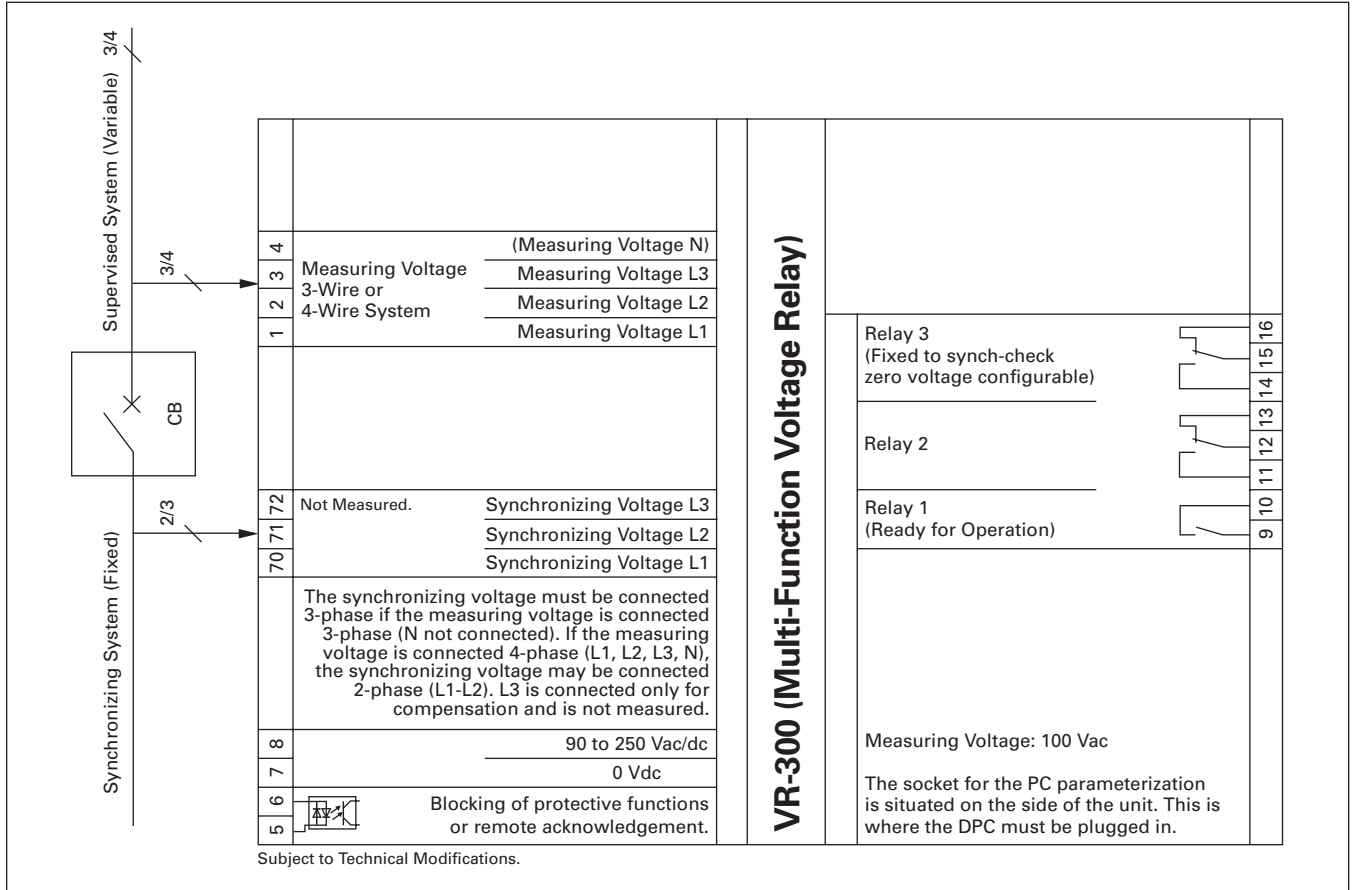 Supervised System (Variable)
3/4
3/4
CB
2/3
Synchronizing System (Fixed)
4
(Measuring Voltage N)
3
Measuring Voltage L3
2
Measuring Voltage L2
1
Measuring Voltage L1
Measuring Voltage
3-Wire or
4-Wire System
72
Not Measured.
Synchronizing Voltage L3
71
Synchronizing Voltage L2
70
Synchronizing Voltage L1
The synchronizing voltage must be connected
3-phase if the measuring voltage is connected
3-phase (N not connected). If the measuring
voltage is connected 4-phase (L1, L2, L3, N),
the synchronizing voltage may be connected
2-phase (L1-L2). L3 is connected only for
compensation and is not measured.
8
90 to 250 Vac/dc
7
0 Vdc
6
5
Blocking of protective functions
or remote acknowledgement.
VR-300 (Multi-Function Voltage Relay)
Relay 3
(Fixed to synch-check
zero voltage configurable)
16
15
14
Relay 2
13
12
11
Relay 1
(Ready for Operation)
10
9
Measuring Voltage: 100 Vac
The socket for the PC parameterization
is situated on the side of the unit. This is
where the DPC must be plugged in.
Subject to Technical Modifications.